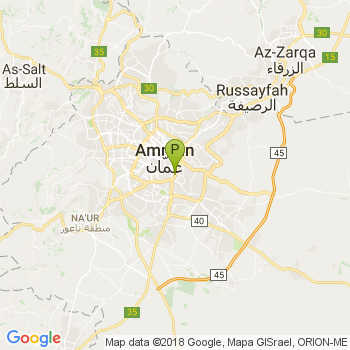 35
30
Az-Zarqa
الزرقاء
15
As-Salt
السلط
30
Russayfah
الرصيفة
P
Amman
عمان
45
NA'UR
منطقة ناعور
40
45
35
Google
Map data ©2018 Google, Mapa GISrael, ORION-ME